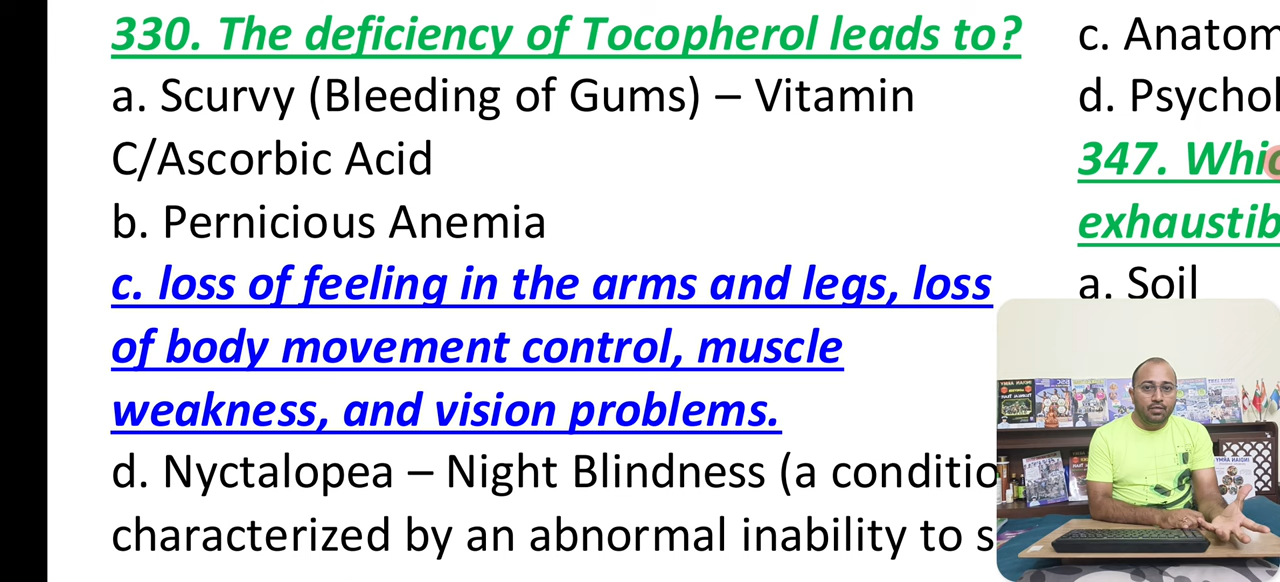 330. The deficiency of Tocopherol leads to?
a. Scurvy (Bleeding of Gums) – Vitamin
C/Ascorbic Acid
b. Pernicious Anemia
c. loss of feeling in the arms and legs, loss
of body movement control, muscle
weakness, and vision problems.
d. Nyctalopea – Night Blindness (a conditio
characterized by an abnormal inability to s
c. Anatom
d. Psychol
347. Whic
exhaustib
a. Soil